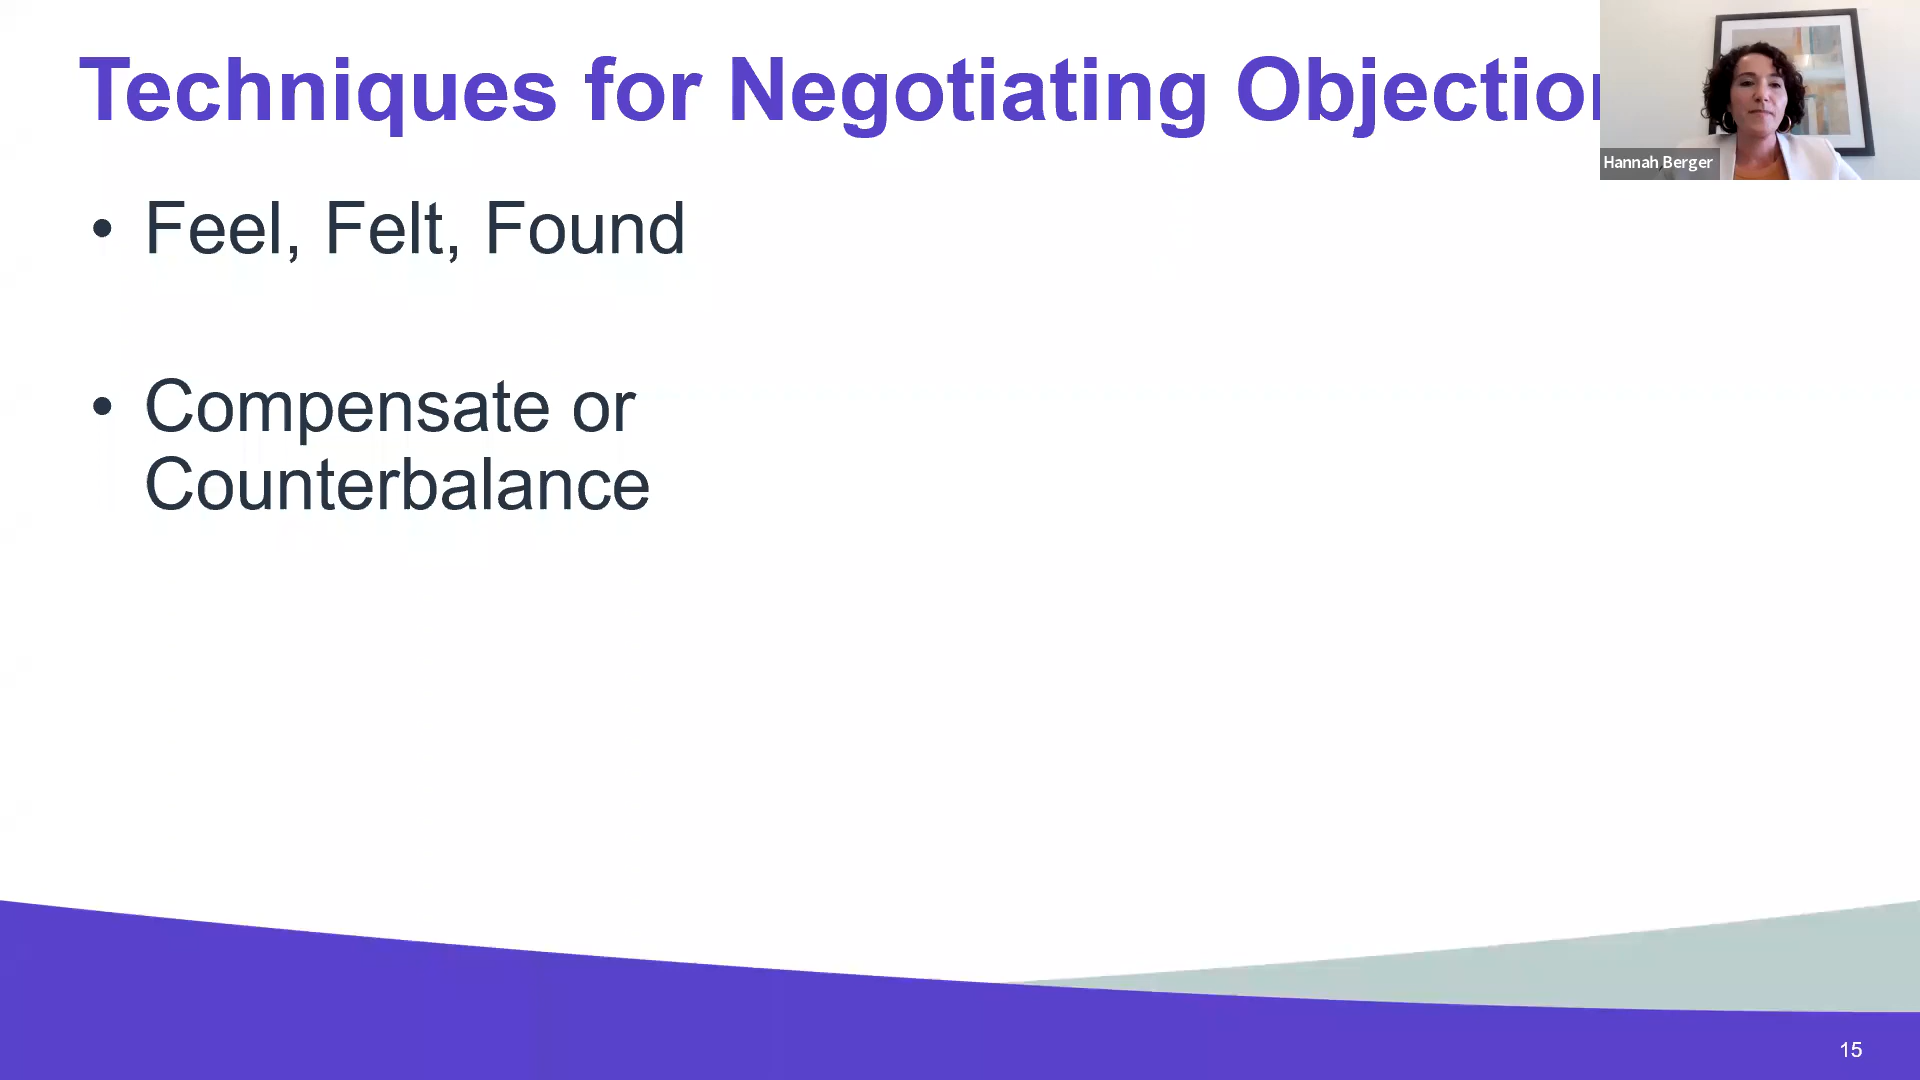 Techniques for Negotiating Objection
Hannah Berger
• Feel, Felt, Found
• Compensate or
Counterbalance
15